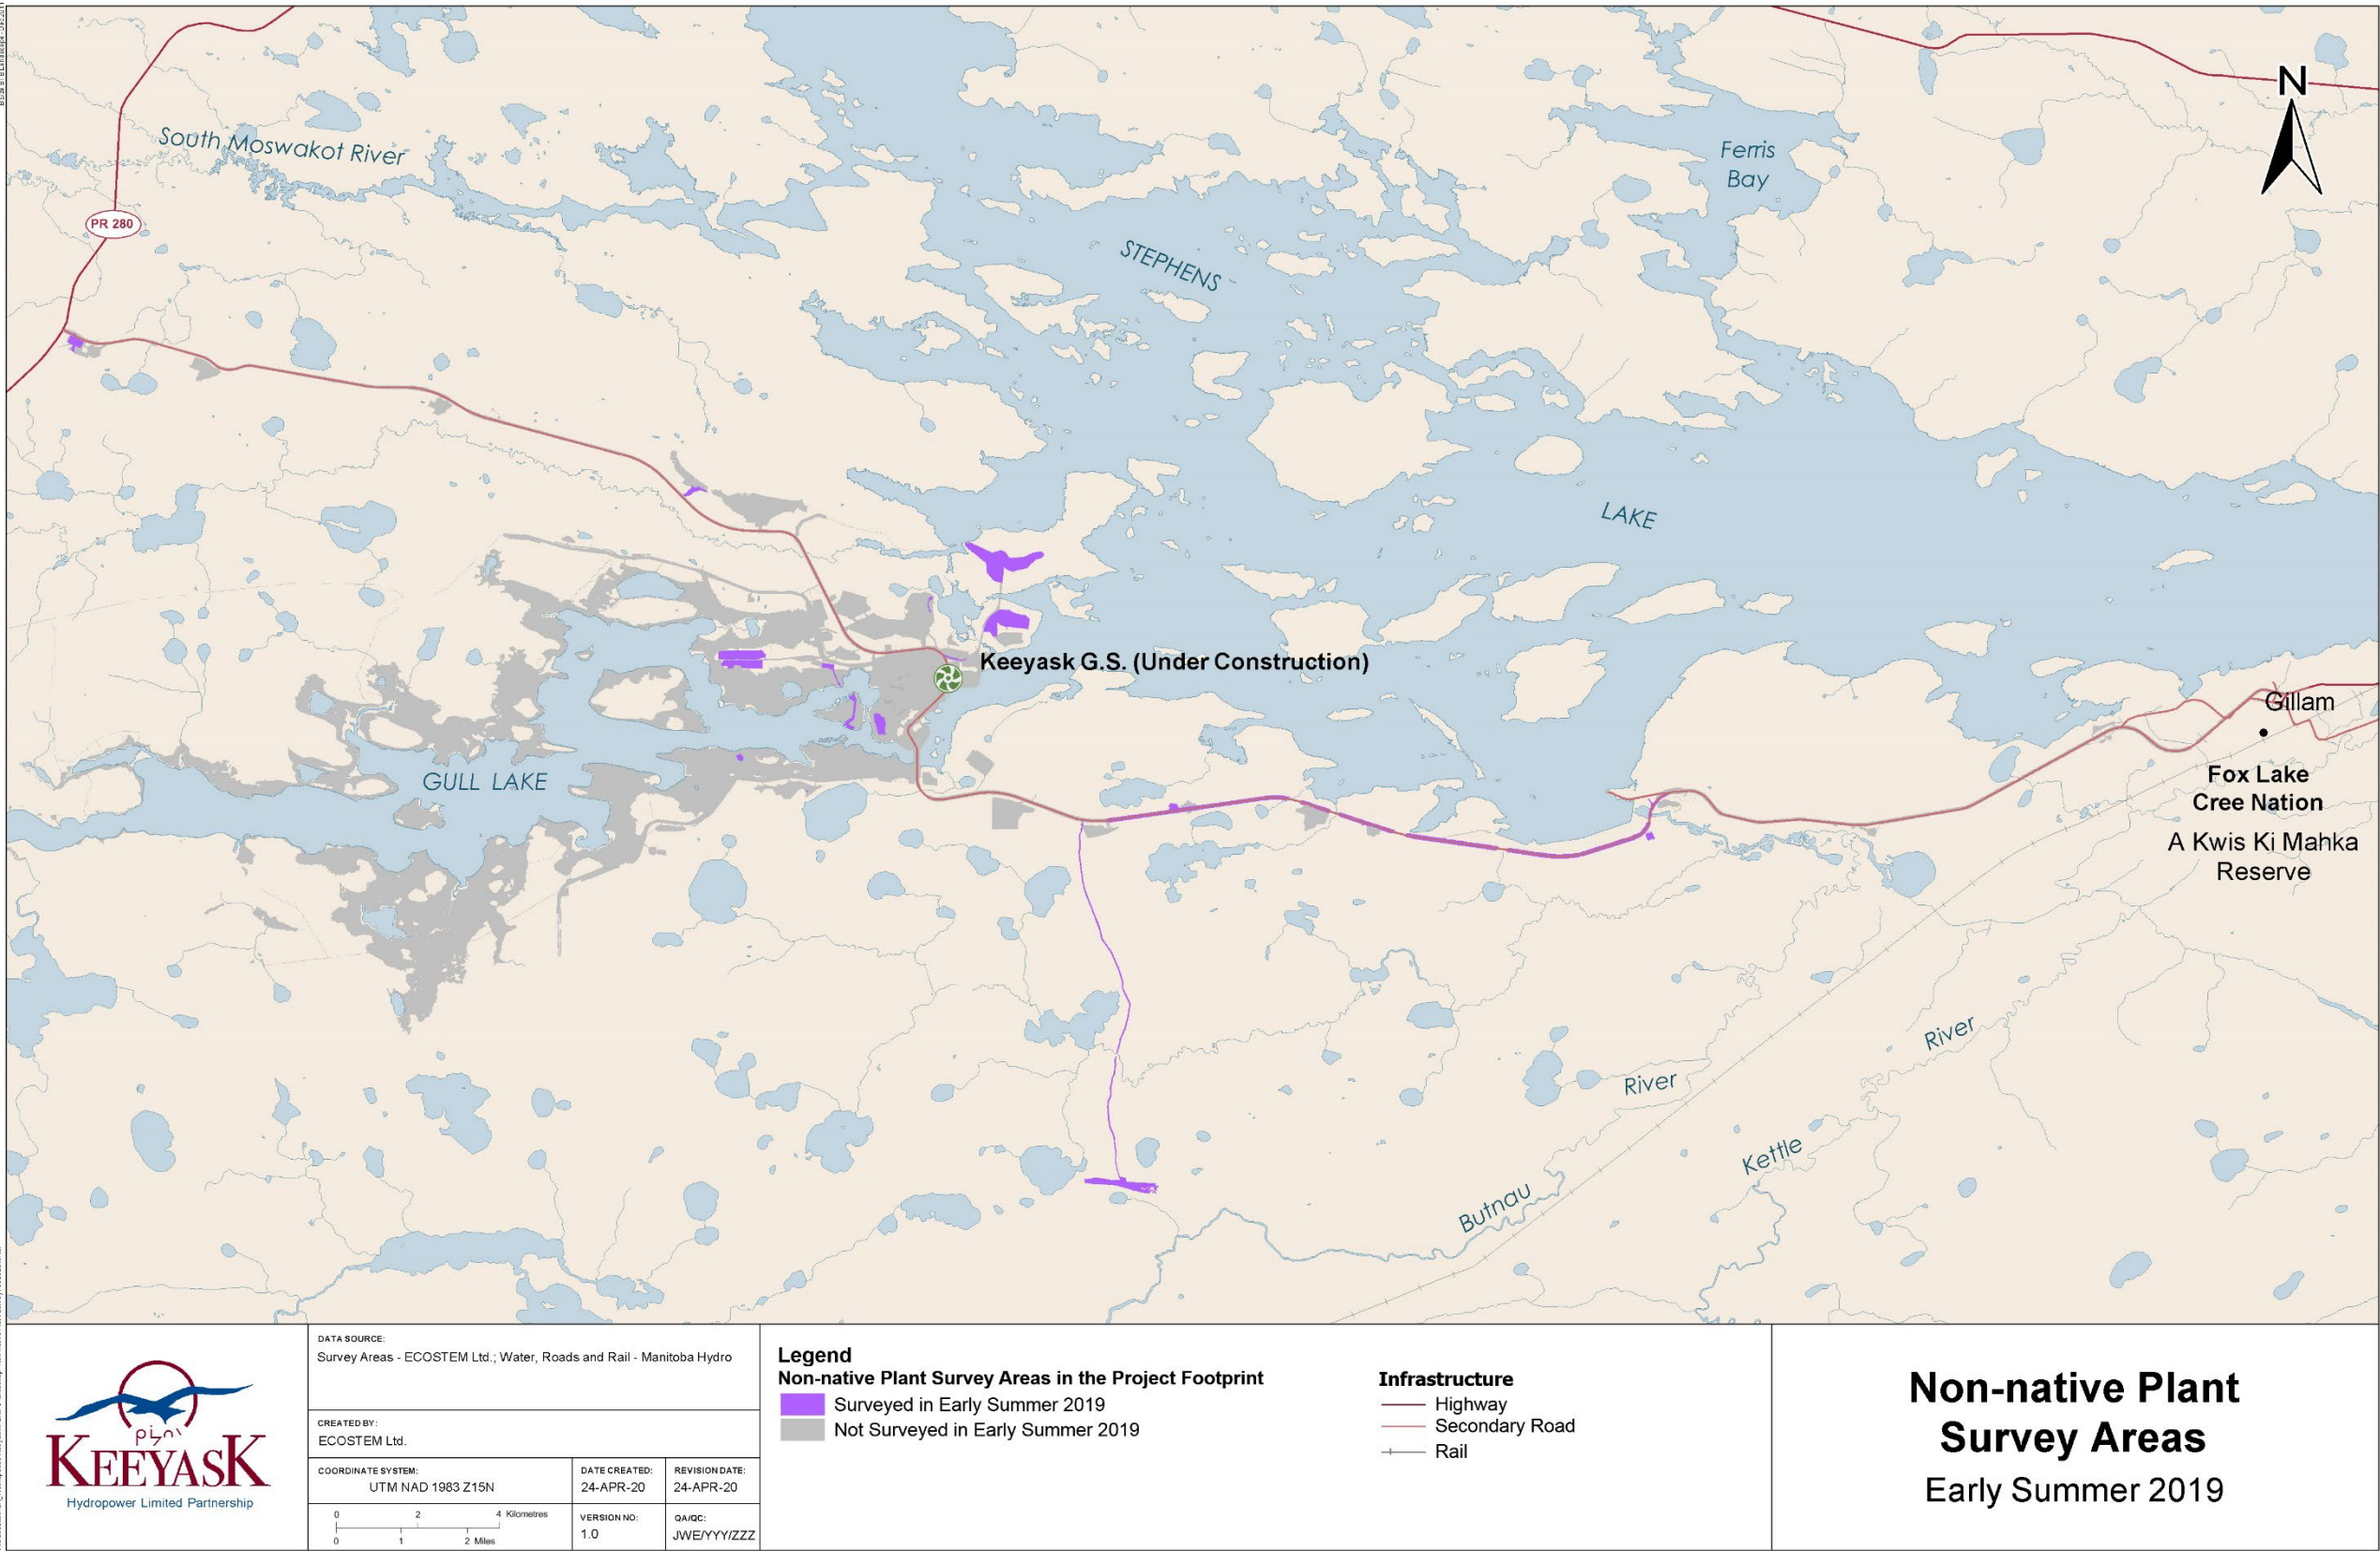 N
South Moswakot River
Ferris
Bay
PR 280
STEPHENS
LAKE
Keeyask G.S. (Under Construction)
Gillam
GULL LAKE
Fox Lake
Cree Nation
A Kwis Ki Mahka
Reserve
River
River
Kettle
Butnau
KEEYASK
Hydropower Limited Partnership
DATA SOURCE:
Survey Areas - ECOSTEM Ltd.; Water, Roads and Rail - Manitoba Hydro
CREATED BY:
ECOSTEM Ltd.
COORDINATE SYSTEM:
UTM NAD 1983 Z15N
DATE CREATED:
24-APR-20
REVISION DATE:
24-APR-20
0 2 4 Kilometres
0 1 2 Miles
VERSION NO:
1.0
QA/QC:
JWE/YYY/ZZZ
Legend
Non-native Plant Survey Areas in the Project Footprint
Surveyed in Early Summer 2019
Not Surveyed in Early Summer 2019
Infrastructure
Highway
Secondary Road
Rail
Non-native Plant
Survey Areas
Early Summer 2019